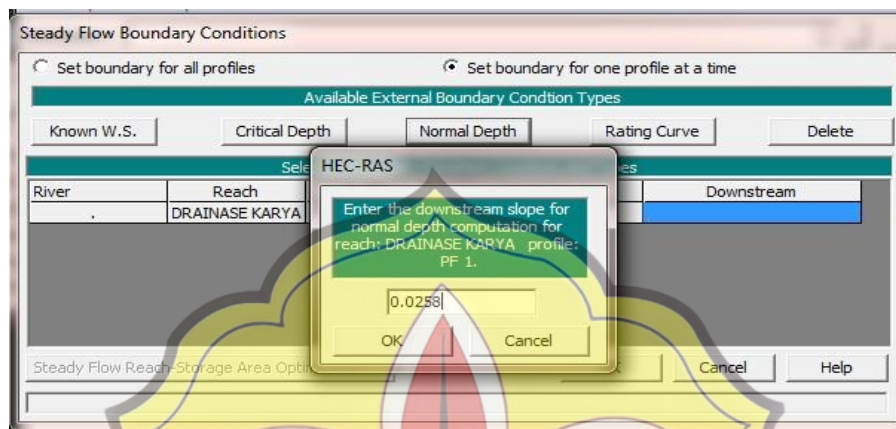 Steady Flow Boundary Conditions
Set boundary for all profiles
Set boundary for one profile at a time
Available External Boundary Condtion Types
Known W.S.
Critical Depth
Normal Depth
Rating Curve
Delete
HEC-RAS
River
Reach
Downstream
.
DRAINASE KARYA
Enter the downstream slope for
normal depth computation for
reach: DRAINASE KARYA profile:
PF 1.
0.0258
OK
Cancel
Steady Flow Reach-Storage Area
Cancel
Help